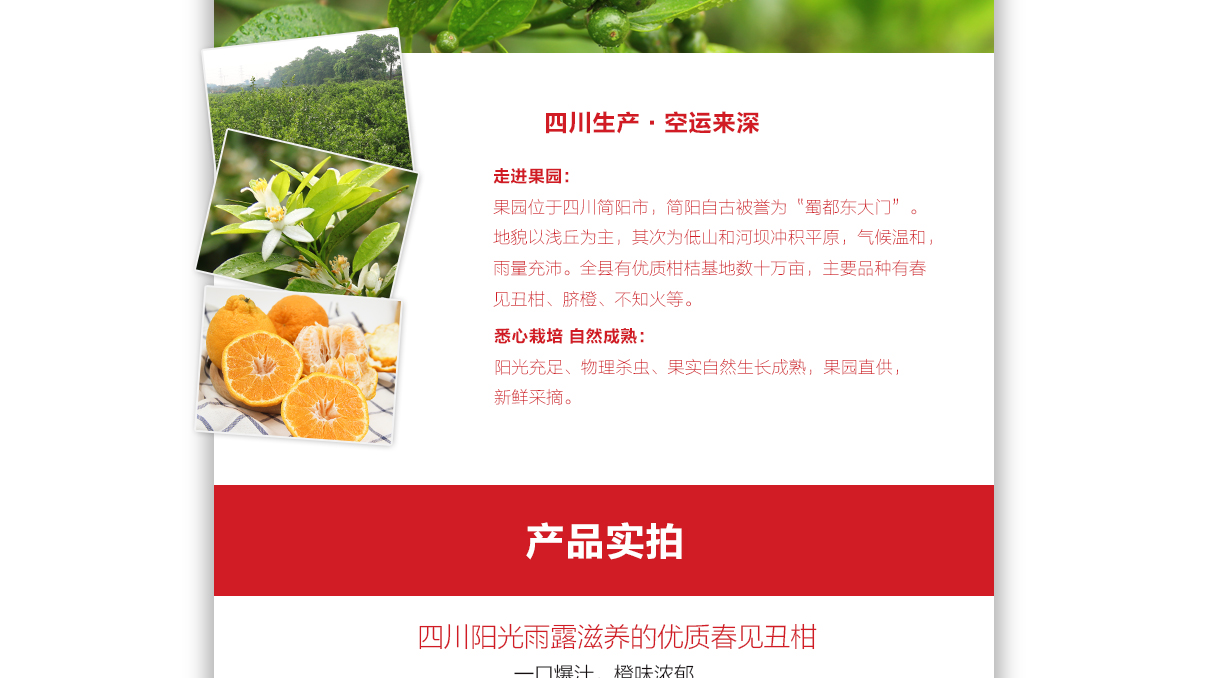 四川生产·空运来深
走进果园：
果园位于四川简阳市，简阳自古被誉为“蜀都东大门”。
地貌以浅丘为主，其次为低山和河坝冲积平原，气候温和，
雨量充沛。全县有优质柑桔基地数十万亩，主要品种有春
见丑柑、脐橙、不知火等。
悉心栽培 自然成熟：
阳光充足、物理杀虫、果实自然生长成熟，果园直供，
新鲜采摘。
产品实拍
四川阳光雨露滋养的优质春见丑柑
一口爆汁，橙味浓郁